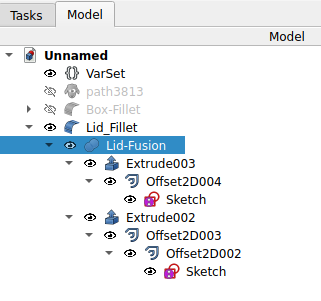 Tasks Model
Model
Unnamed
VarSet
path3813
Box-Fillet
Lid_Fillet
Lid-Fusion
Extrude003
Offset2D004
Sketch
Extrude002
Offset2D003
Offset2D002
Sketch